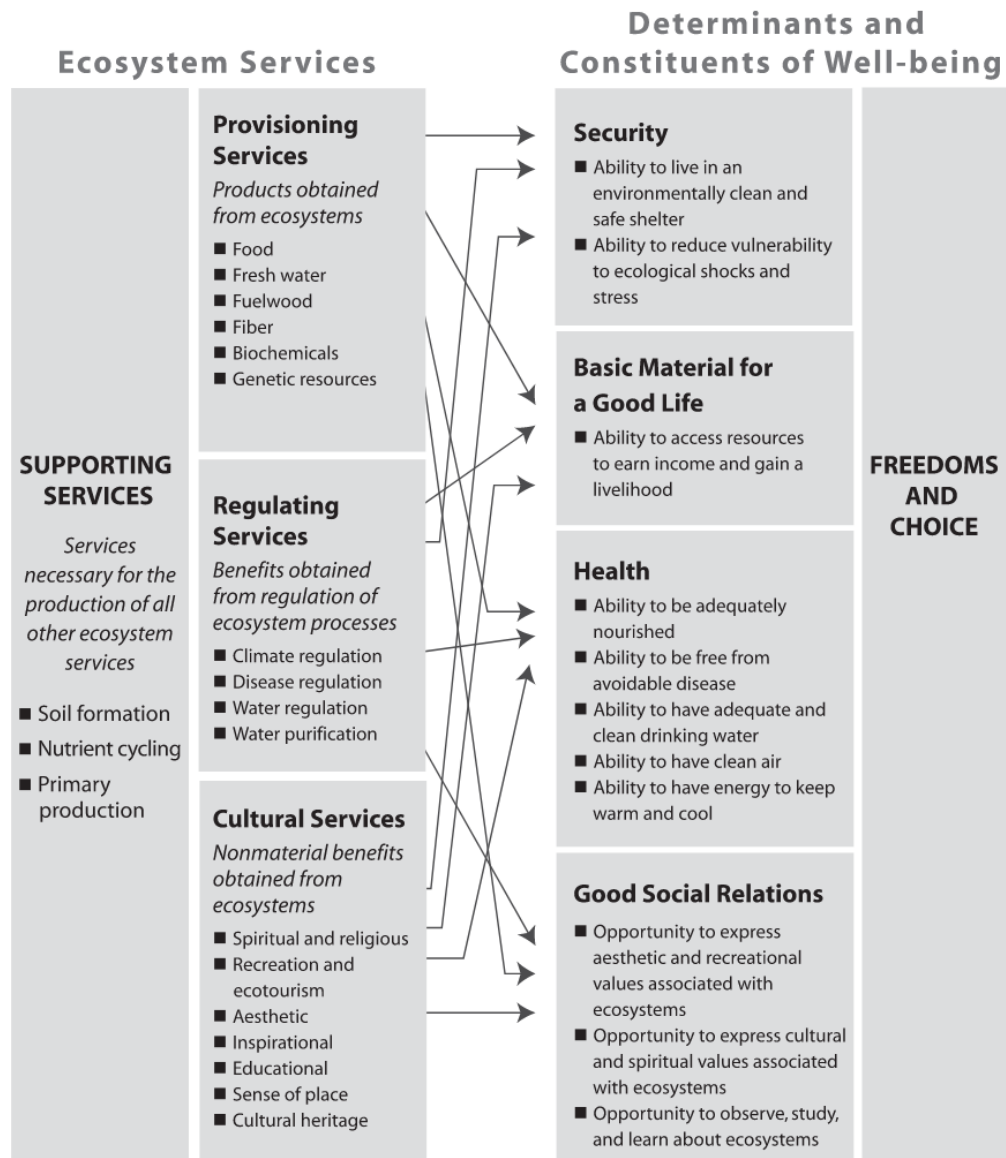 Ecosystem Services
Determinants and
Constituents of Well-being
SUPPORTING
SERVICES
Services
necessary for the
production of all
other ecosystem
services
■ Soil formation
■ Nutrient cycling
■ Primary
production
Provisioning
Services
Products obtained
from ecosystems
■ Food
■ Fresh water
■ Fuelwood
■ Fiber
■ Biochemicals
■ Genetic resources
Regulating
Services
Benefits obtained
from regulation of
ecosystem processes
■ Climate regulation
■ Disease regulation
■ Water regulation
■ Water purification
Cultural Services
Nonmaterial benefits
obtained from
ecosystems
■ Spiritual and religious
■ Recreation and
ecotourism
■ Aesthetic
■ Inspirational
■ Educational
■ Sense of place
■ Cultural heritage
Security
■ Ability to live in an
environmentally clean and
safe shelter
■ Ability to reduce vulnerability
to ecological shocks and
stress
Basic Material for
a Good Life
■ Ability to access resources
to earn income and gain a
livelihood
Health
■ Ability to be adequately
nourished
■ Ability to be free from
avoidable disease
■ Ability to have adequate and
clean drinking water
■ Ability to have clean air
■ Ability to have energy to keep
warm and cool
Good Social Relations
■ Opportunity to express
aesthetic and recreational
values associated with
ecosystems
■ Opportunity to express cultural
and spiritual values associated
with ecosystems
■ Opportunity to observe, study,
and learn about ecosystems
FREEDOMS
AND
CHOICE